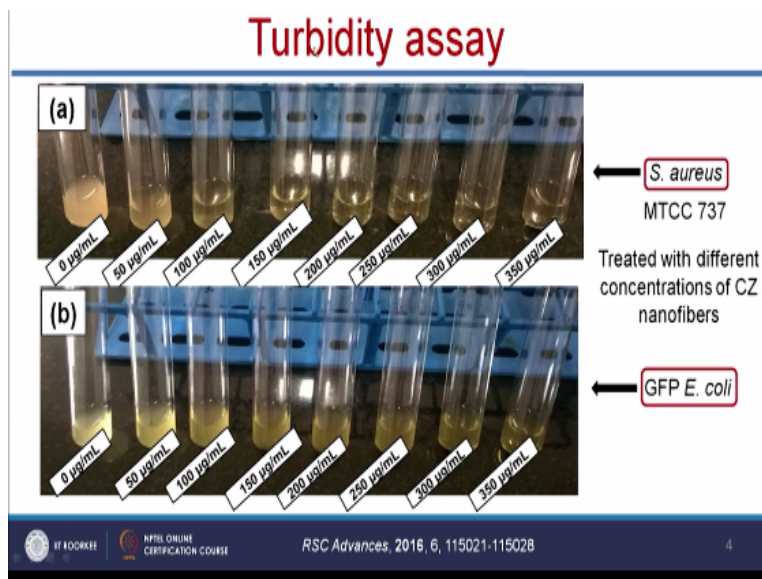 Turbidity assay
(a)
0 µg/mL
50 µg/mL
100 µg/mL
150 µg/mL
200 µg/mL
250 µg/mL
300 µg/mL
350 µg/mL
S. aureus
MTCC 737
Treated with different
concentrations of CZ
nanofibers
(b)
0 µg/mL
50 µg/mL
100 µg/mL
150 µg/mL
200 µg/mL
250 µg/mL
300 µg/mL
350 µg/mL
GFP E. coli
IIT ROORKEE
NPTEL ONLINE
CERTIFICATION COURSE
RSC Advances, 2016, 6, 115021-115028
4